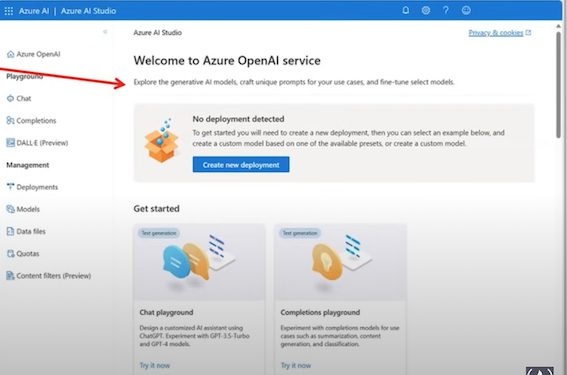 Azure AI | Azure AI Studio
Azure AI Studio
Privacy & cookies
Azure OpenAI
Playground
Chat
Completions
DALL·E (Preview)
Management
Deployments
Models
Data files
Quotas
Content filters (Preview)
Welcome to Azure OpenAI service
Explore the generative AI models, craft unique prompts for your use cases, and fine-tune select models.
No deployment detected
To get started you will need to create a new deployment, then you can select an example below, and
create a custom model based on one of the available presets, or create a custom model.
Create new deployment
Get started
Text generation
Chat playground
Design a customized AI assistant using
ChatGPT. Experiment with GPT-3.5-Turbo
and GPT-4 models.
Try it now
Text generation
Completions playground
Experiment with completions models for use
cases such as summarization, content
generation, and classification.
Try it now